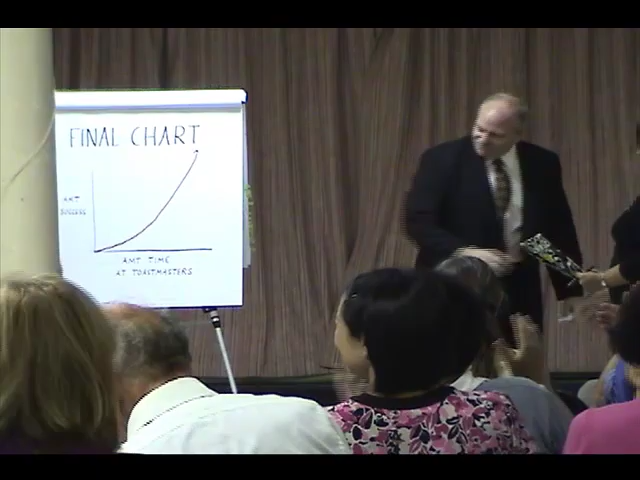 FINAL CHART
AMT
SUCCESS
AMT TIME
AT TOASTMASTERS